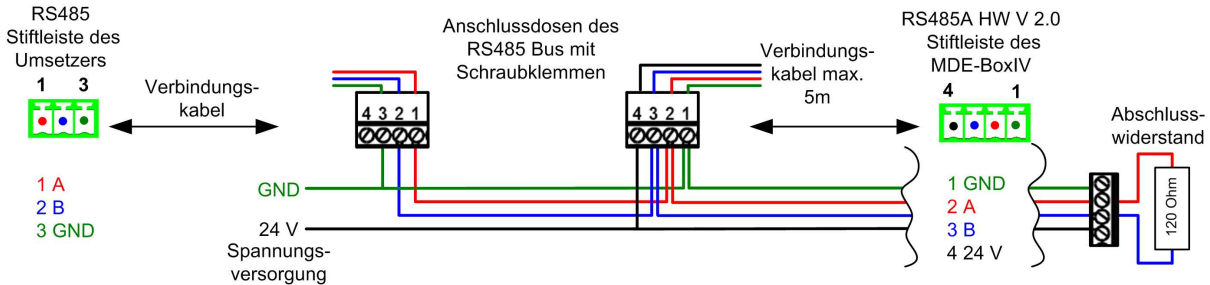 RS485
Stiftleiste des
Umsetzers
1 3
1 A
2 B
3 GND
Verbindungs-
kabel
Anschlussdosen des
RS485 Bus mit
Schraubklemmen
4 3 2 1
4 3 2 1
GND
24 V
Spannungs-
versorgung
Verbindungs-
kabel max.
5m
RS485A HW V 2.0
Stiftleiste des
MDE-BoxIV
4 1
1 GND
2 A
3 B
4 24 V
Abschluss-
widerstand
120 Ohm